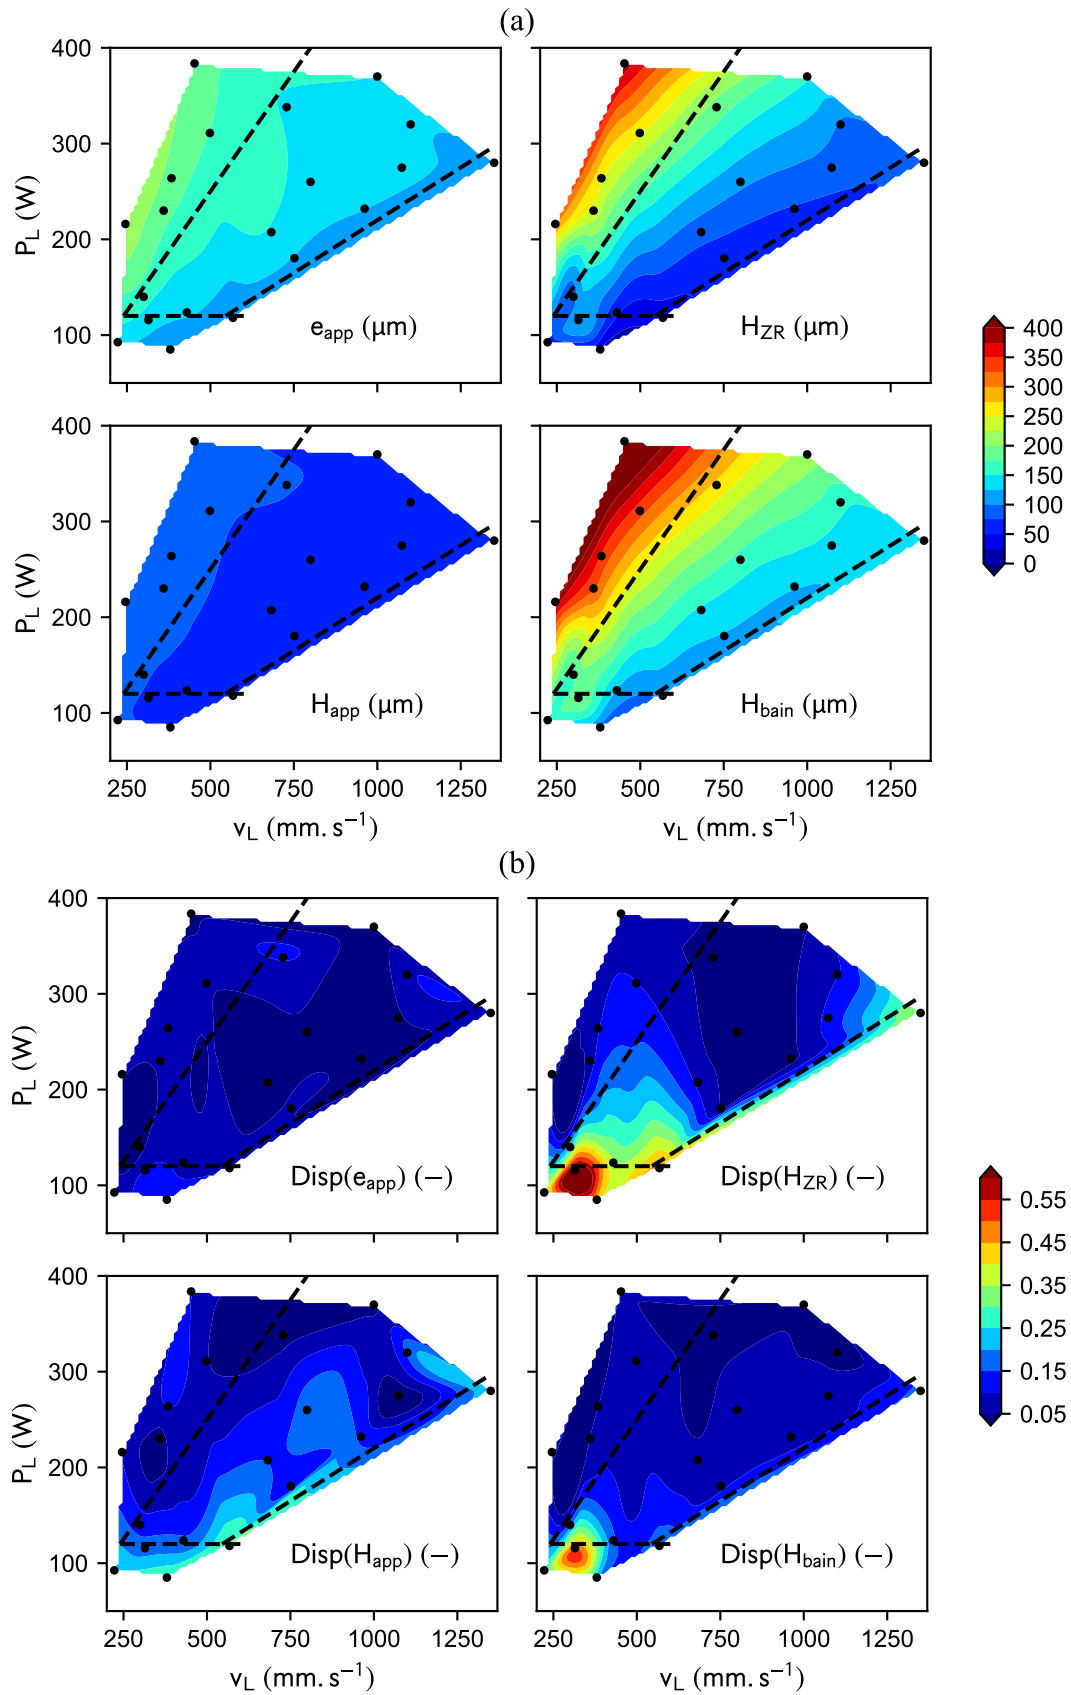 (a)
400
300
200
100
P_L (W)
e_app (μm)
H_ZR (μm)
400
350
300
250
200
150
100
50
0
400
300
200
100
P_L (W)
H_app (μm)
H_bain (μm)
250 500 750 1000 1250
250 500 750 1000 1250
v_L (mm. s⁻¹)
v_L (mm. s⁻¹)
(b)
400
300
200
100
P_L (W)
Disp(e_app) (−)
Disp(H_ZR) (−)
0.55
0.45
0.35
0.25
0.15
0.05
400
300
200
100
P_L (W)
Disp(H_app) (−)
Disp(H_bain) (−)
250 500 750 1000 1250
250 500 750 1000 1250
v_L (mm. s⁻¹)
v_L (mm. s⁻¹)